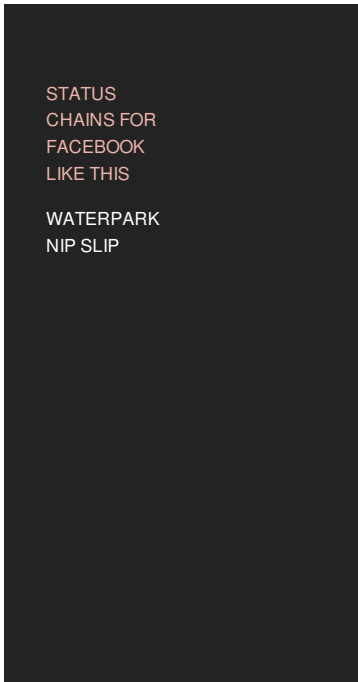 STATUS
CHAINS FOR
FACEBOOK
LIKE THIS
WATERPARK
NIP SLIP